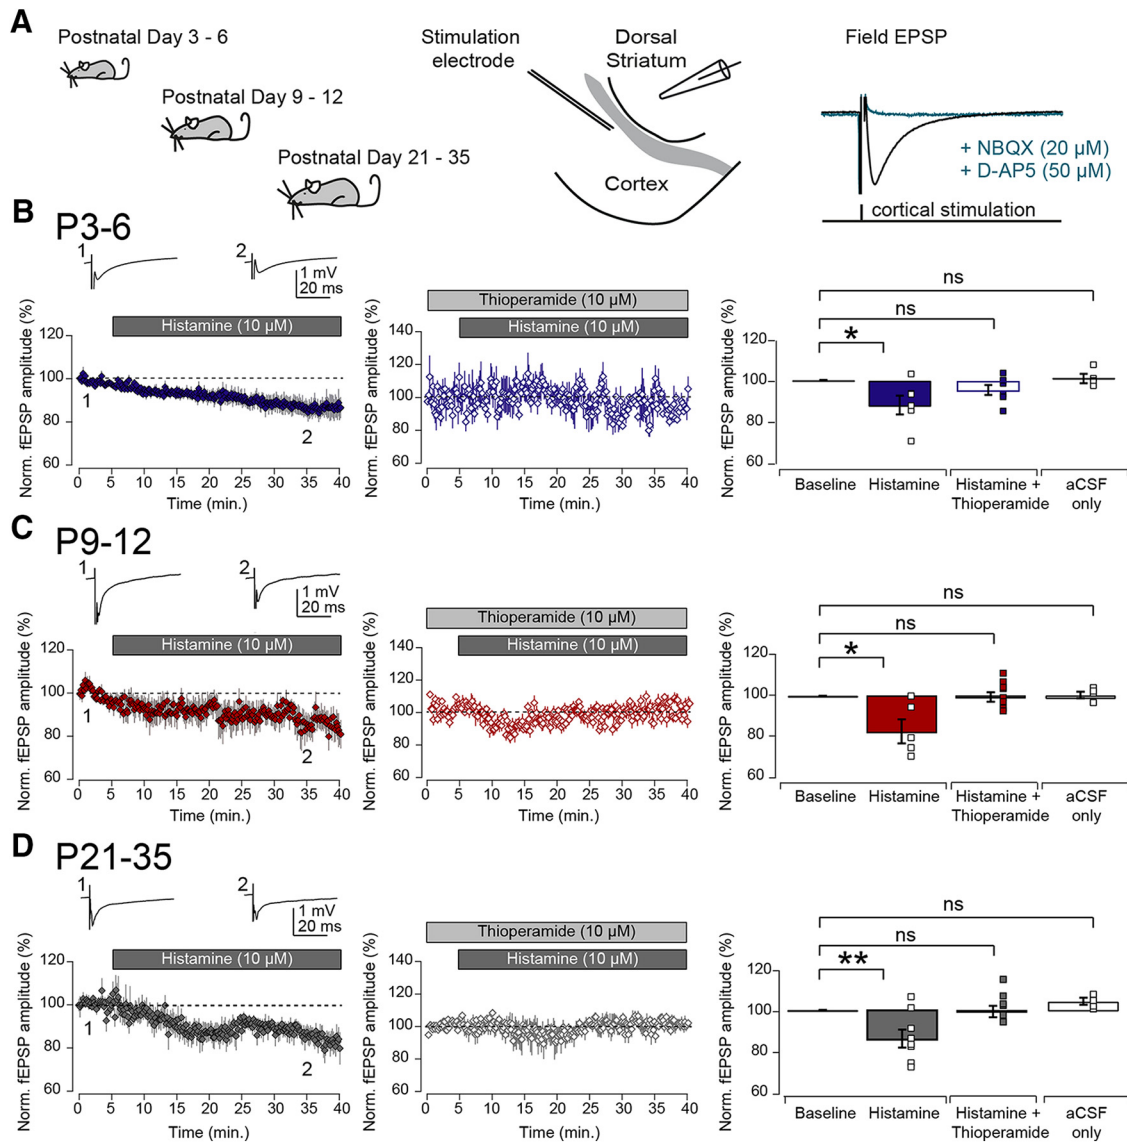 A
Postnatal Day 3 - 6
Postnatal Day 9 - 12
Postnatal Day 21 - 35
Stimulation
electrode
Dorsal
Striatum
Cortex
Field EPSP
+ NBQX (20 µM)
+ D-AP5 (50 µM)
cortical stimulation
B
P3-6
1
2
1 mV
20 ms
Histamine (10 µM)
Norm. fEPSP amplitude (%)
120
100
80
60
1
2
0 5 10 15 20 25 30 35 40
Time (min.)
Thioperamide (10 µM)
Histamine (10 µM)
Norm. fEPSP amplitude (%)
140
120
100
80
60
0 5 10 15 20 25 30 35 40
Time (min.)
ns
ns
*
Norm. fEPSP amplitude (%)
120
100
80
60
Baseline Histamine Histamine + aCSF
Thioperamide only
C
P9-12
1
2
1 mV
20 ms
Histamine (10 µM)
Norm. fEPSP amplitude (%)
120
100
80
60
1
2
0 5 10 15 20 25 30 35 40
Time (min.)
Thioperamide (10 µM)
Histamine (10 µM)
Norm. fEPSP amplitude (%)
140
120
100
80
60
0 5 10 15 20 25 30 35 40
Time (min.)
ns
ns
*
Norm. fEPSP amplitude (%)
120
100
80
60
Baseline Histamine Histamine + aCSF
Thioperamide only
D
P21-35
1
2
1 mV
20 ms
Histamine (10 µM)
Norm. fEPSP amplitude (%)
120
100
80
60
1
2
0 5 10 15 20 25 30 35 40
Time (min.)
Thioperamide (10 µM)
Histamine (10 µM)
Norm. fEPSP amplitude (%)
140
120
100
80
60
0 5 10 15 20 25 30 35 40
Time (min.)
ns
ns
**
Norm. fEPSP amplitude (%)
120
100
80
60
Baseline Histamine Histamine + aCSF
Thioperamide only